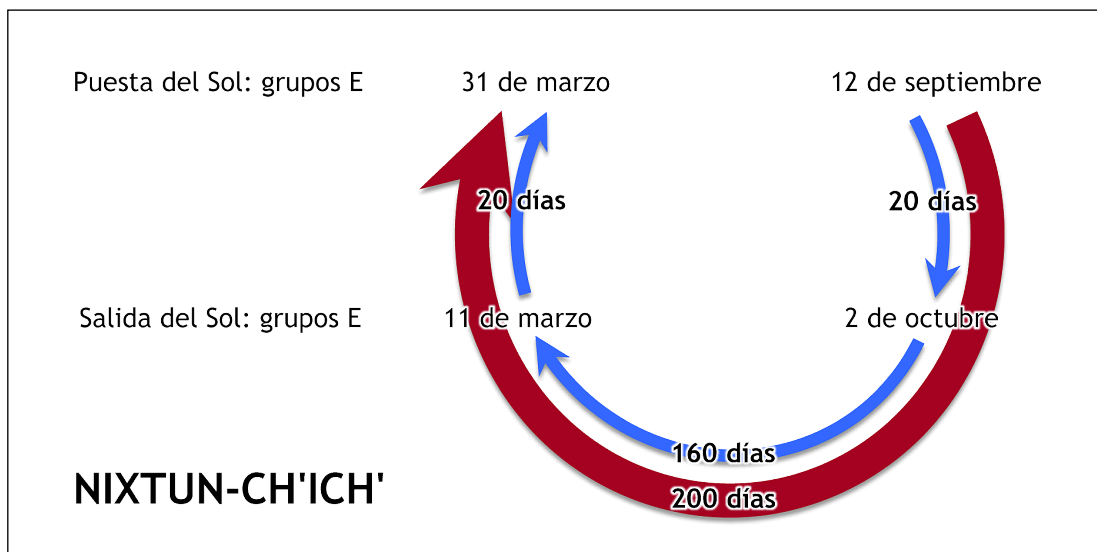 Puesta del Sol: grupos E
31 de marzo
12 de septiembre
20 días
20 días
Salida del Sol: grupos E
11 de marzo
2 de octubre
160 días
NIXTUN-CH'ICH'
200 días